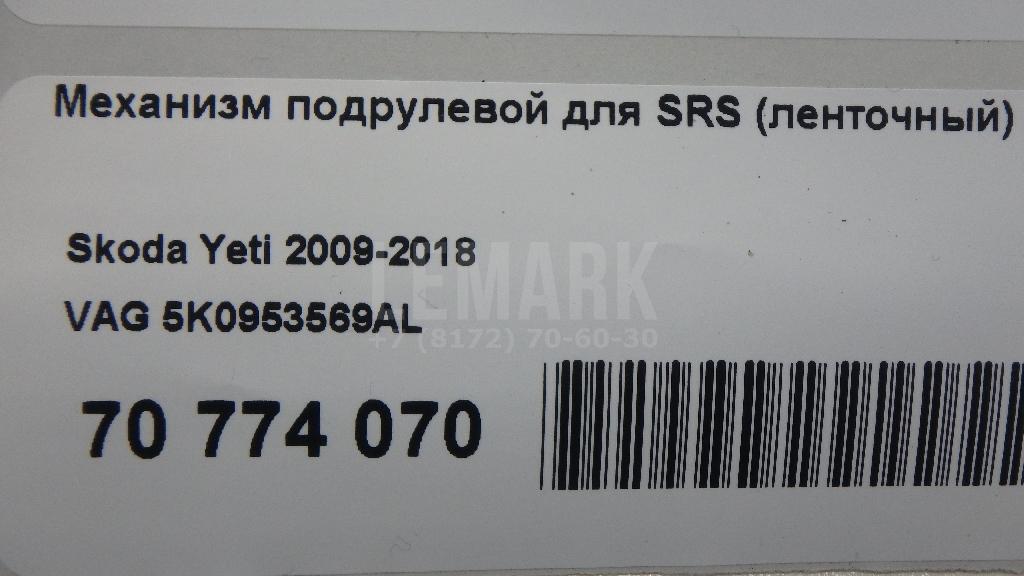 Механизм подрулевой для SRS (ленточный)
Skoda Yeti 2009-2018
VAG 5K0953569AL
70 774 070
LEMARK
+7 (8172) 70-60-30